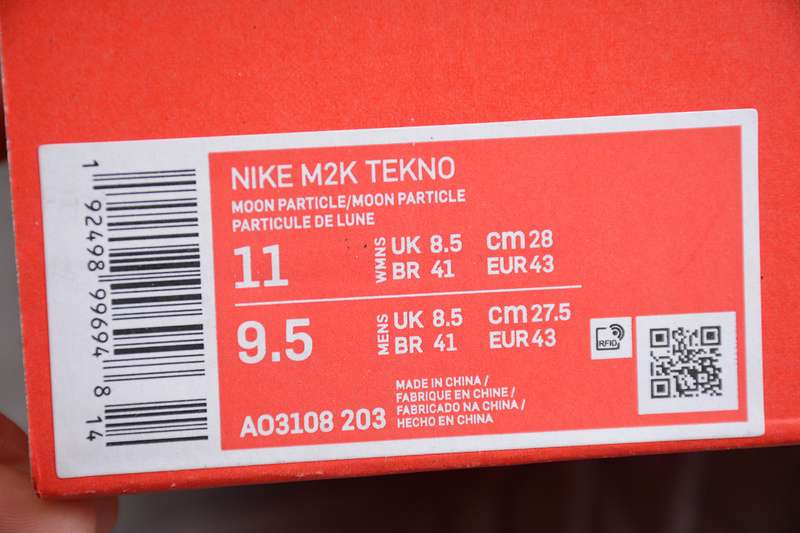 NIKE M2K TEKNO
MOON PARTICLE/MOON PARTICLE
PARTICULE DE LUNE
11 WMNS UK 8.5 cm 28
BR 41 EUR 43
9.5 MENS UK 8.5 cm 27.5
BR 41 EUR 43
RFID
AO3108 203
MADE IN CHINA /
FABRIQUE EN CHINE /
FABRICADO NA CHINA /
HECHO EN CHINA
1 92498 99694 8 14